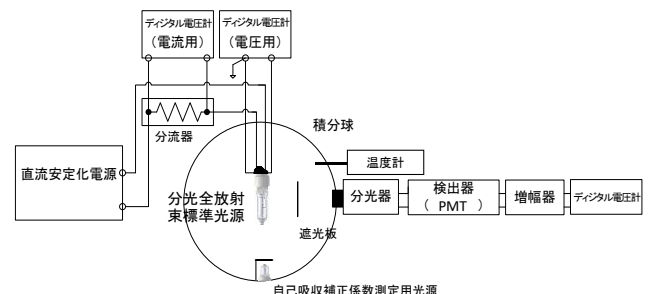 ディジタル電圧計
(電流用)
ディジタル電圧計
(電圧用)
分流器
直流安定化電源
積分球
温度計
分光全放射
束標準光源
遮光板
分光器
検出器
( PMT )
増幅器
ディジタル電圧計
自己吸収補正係数測定用光源